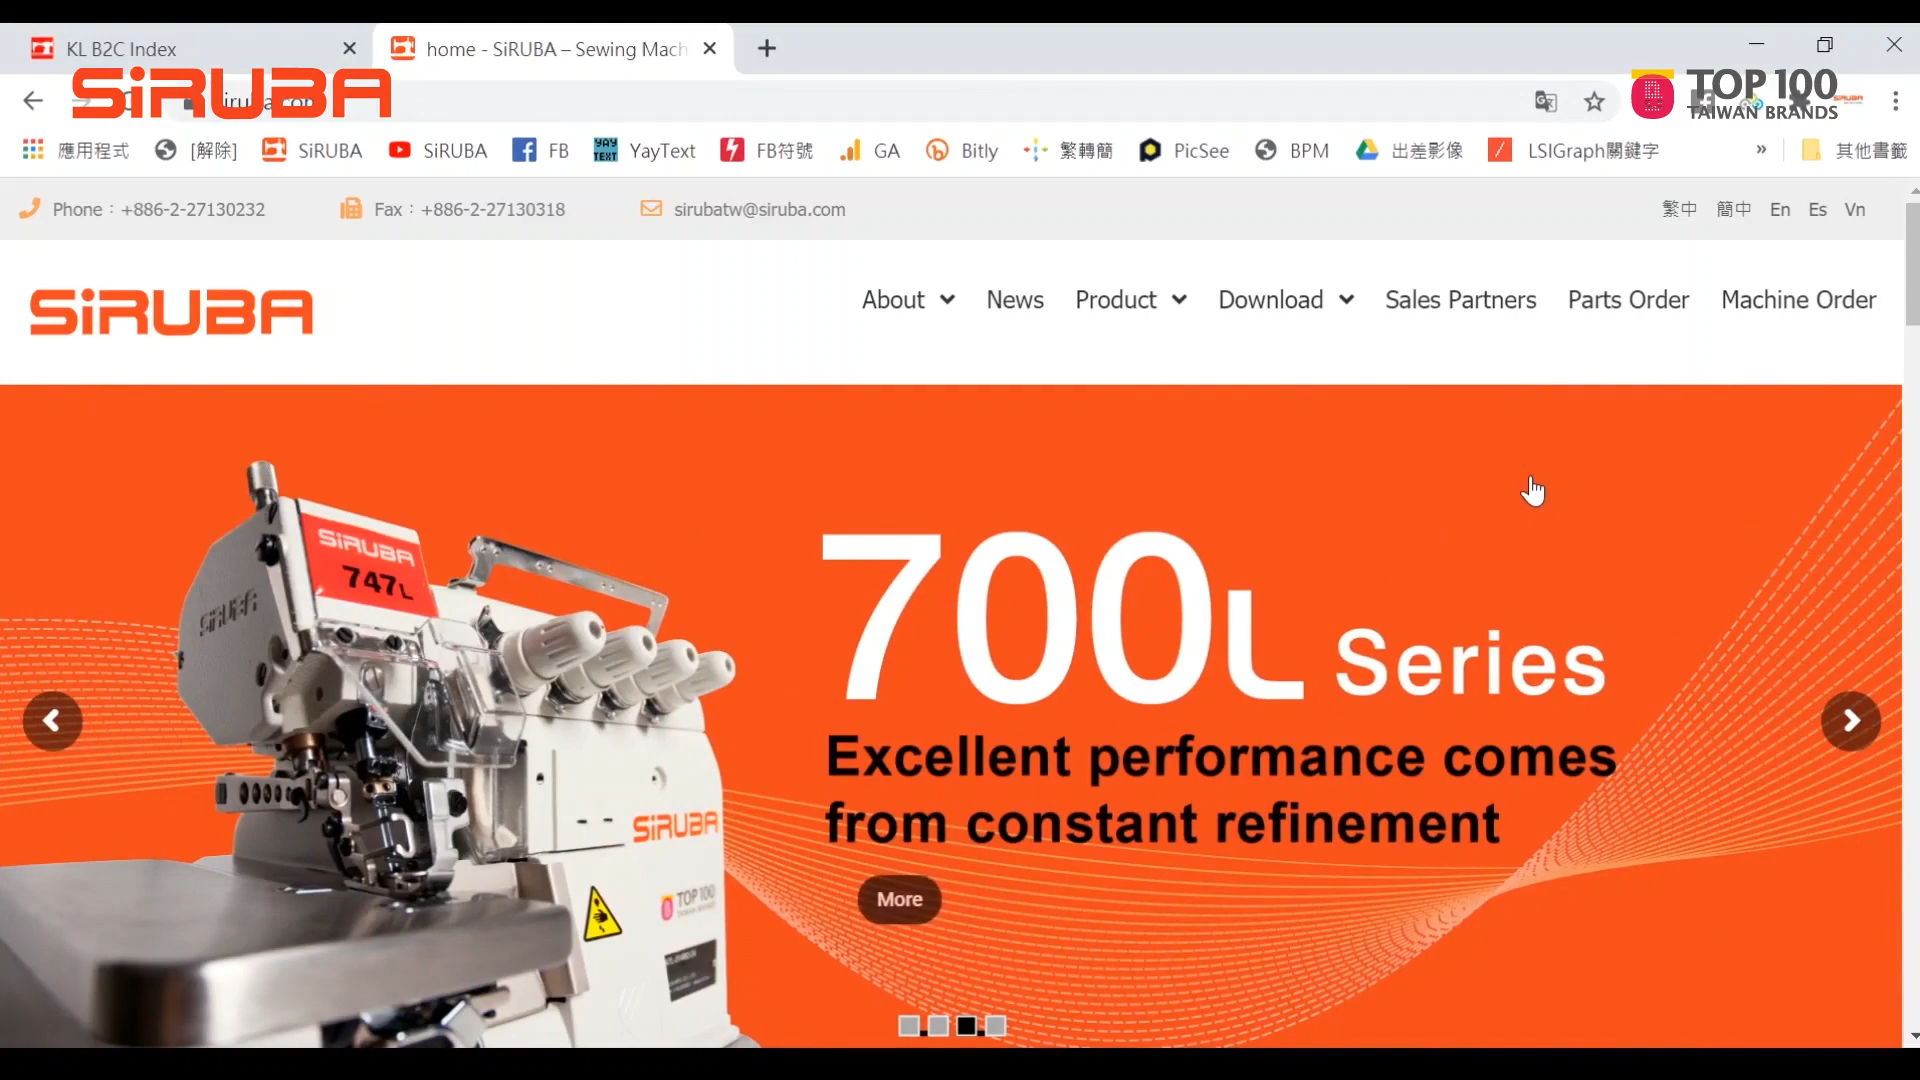 KL B2C Index
home - SiRUBA – Sewing Mach
SiRUBA
TOP 100
TAIWAN BRANDS
應用程式
[解除]
SiRUBA
SiRUBA
FB
YAY
TEXT
YayText
FB符號
GA
Bitly
繁轉簡
PicSee
BPM
出差影像
LSIGraph關鍵字
»
其他書籤
Phone：+886-2-27130232
Fax：+886-2-27130318
sirubatw@siruba.com
繁中 簡中 En Es Vn
SiRUBA
About
News
Product
Download
Sales Partners
Parts Order
Machine Order
SiRUBA
747L
SIRUBA
700L Series
Excellent performance comes
from constant refinement
More
SiRUBA
TOP 100
TAIWAN BRANDS